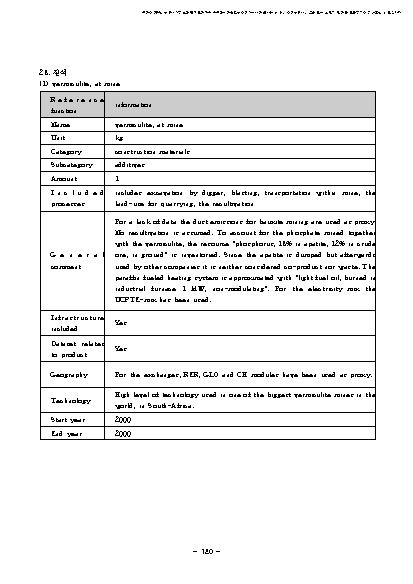 28. 질석
(1) vermiculite, at mine
Reference
function
information
Name
vermiculite, at mine
Unit
kg
Category
construction materials
Subcategory
additives
Amount
1
Included
processes
includes excavation by digger, blasting, transportation within mine, the
land-use for quarrying, the recultivation
General
comment
For a lack of data the dust emissions for bauxite mining are used as proxy.
No recultivation is assumed. To account for the phosphate mined together
with the vermiculite, the resource "phosphorus, 18% in apatite, 12% in crude
ore, in ground" is inventoried. Since the apatite is dumped but afterwards
used by other companies it is neither considered co-product nor waste. The
paraffin fueled heating system is approximated with "light fuel oil, burned in
industrial furnace 1 MW, non-modulating". For the electricity mix the
UCPTE-mix has been used.
Infrastructure
included
Yes
Dataset relates
to product
Yes
Geography
For the exchanges, RER, GLO and CH modules have been used as proxy.
Technology
High level of technology used in one of the biggest vermiculite mines in the
world, in South-Africa.
Start year
2000
End year
2000
- 180 -